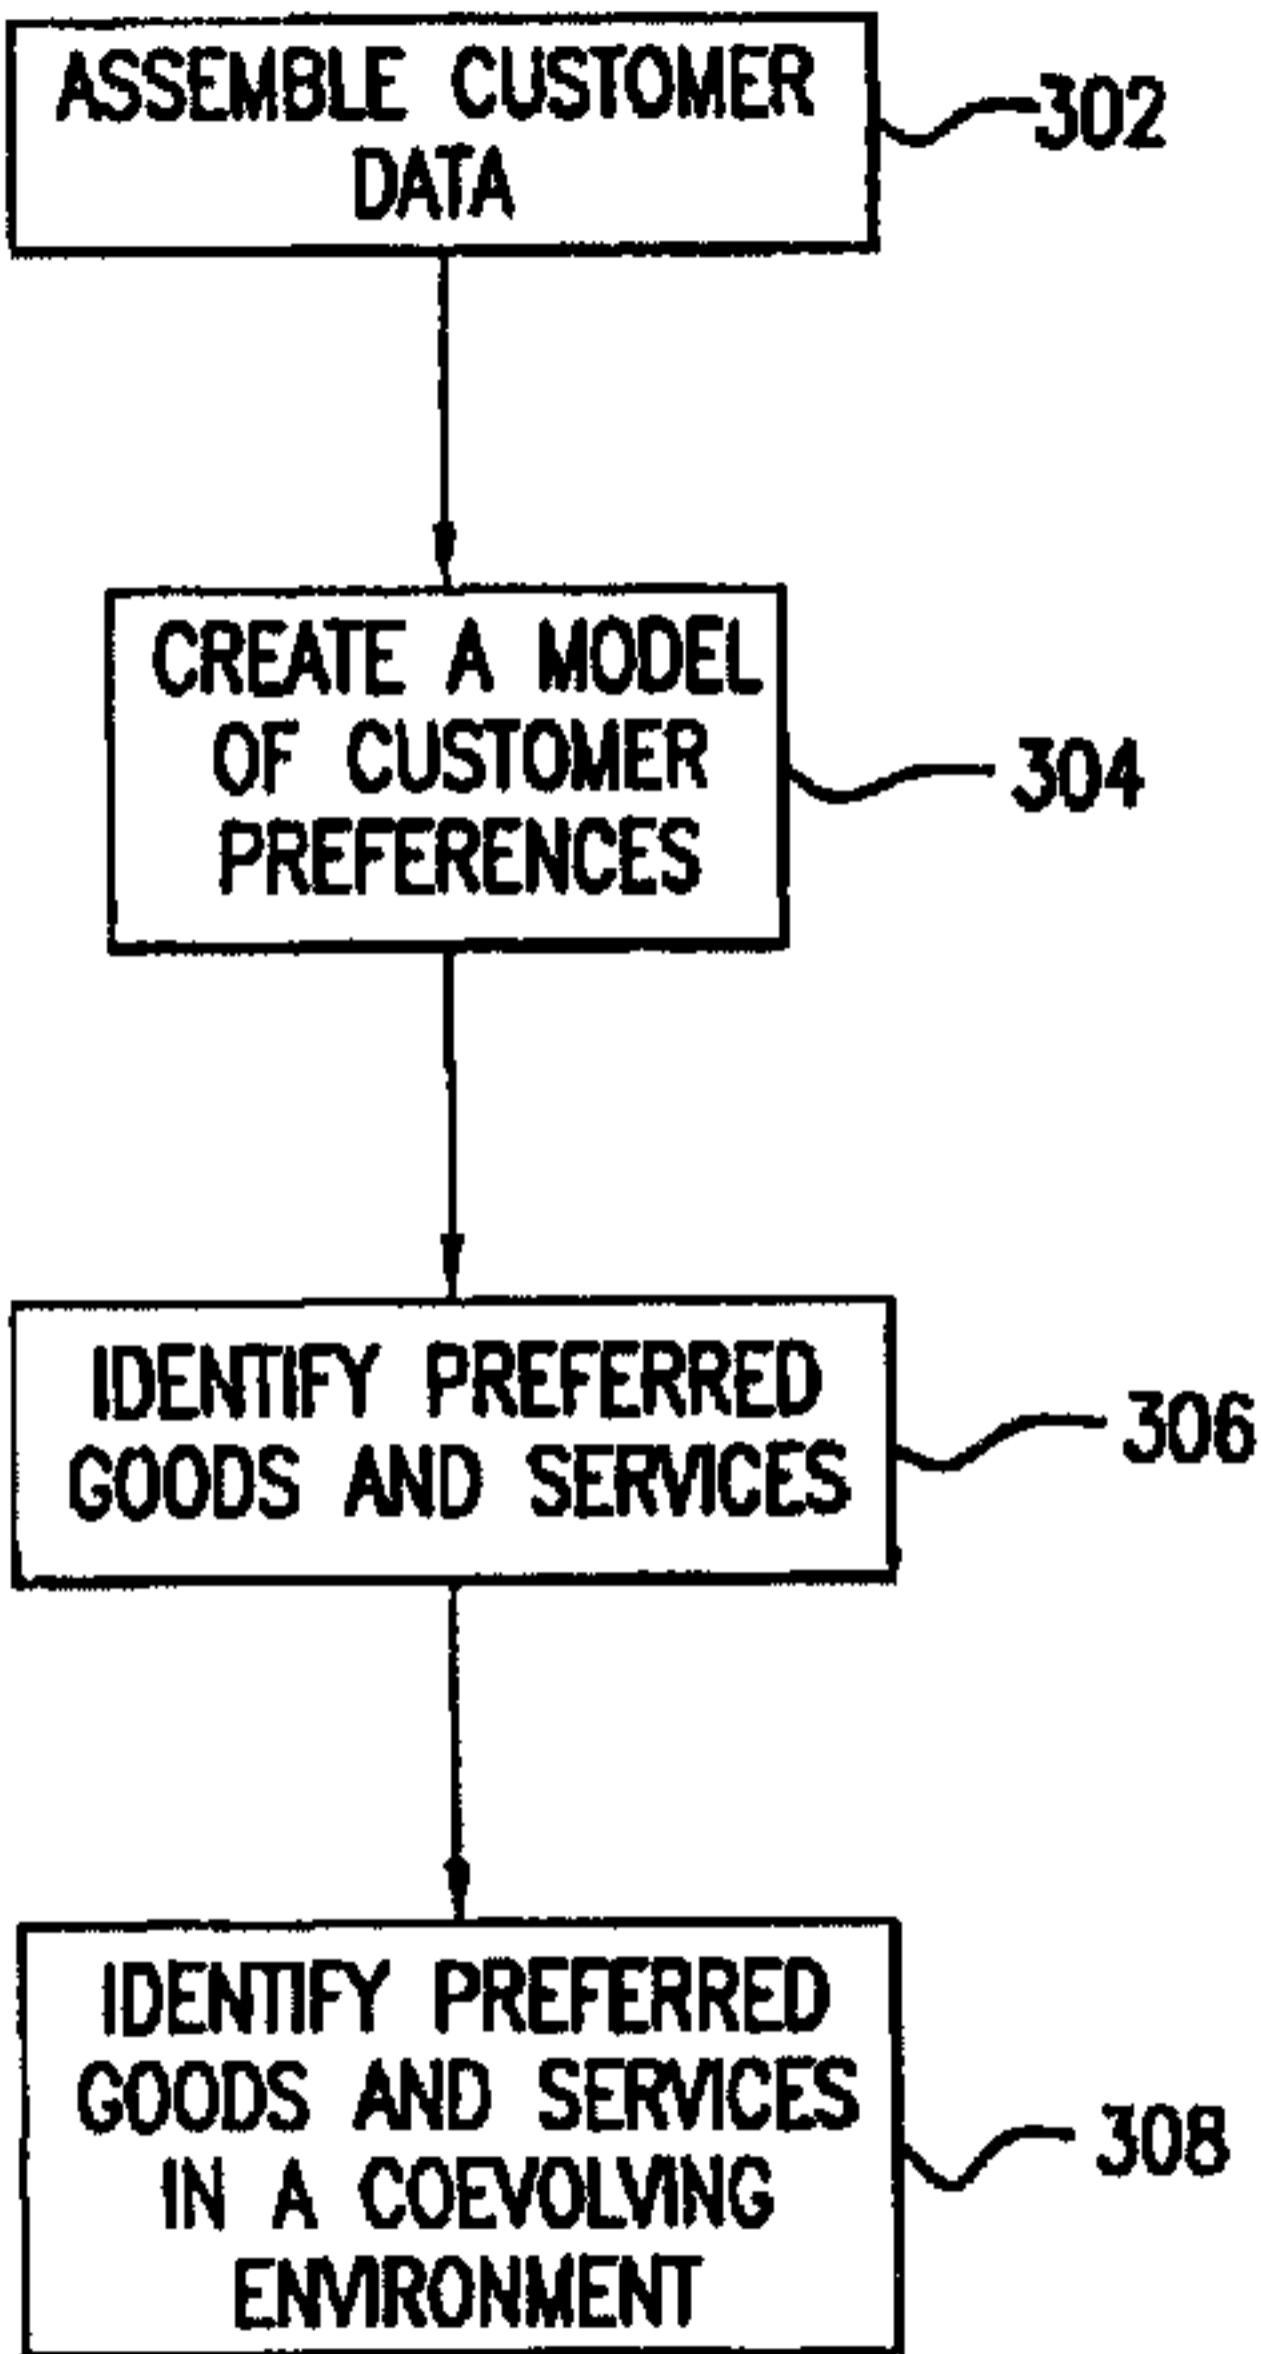 ASSEMBLE CUSTOMER
DATA
302
CREATE A MODEL
OF CUSTOMER
PREFERENCES
304
IDENTIFY PREFERRED
GOODS AND SERVICES
306
IDENTIFY PREFERRED
GOODS AND SERVICES
IN A COEVOLVING
ENVIRONMENT
308